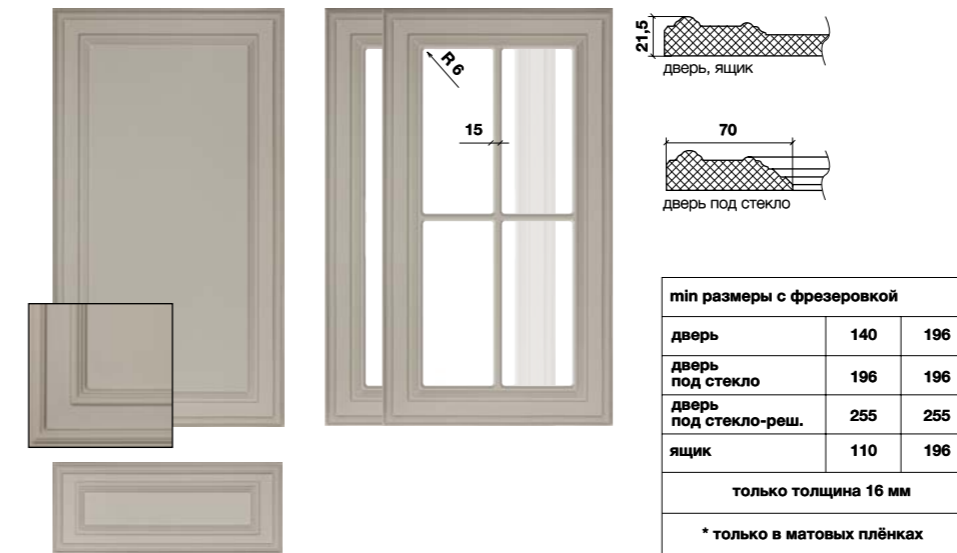 R 6
15
21,5
дверь, ящик
70
дверь под стекло
min размеры с фрезеровкой
дверь 140 196
дверь
под стекло 196 196
дверь
под стекло-реш. 255 255
ящик 110 196
только толщина 16 мм
* только в матовых плёнках